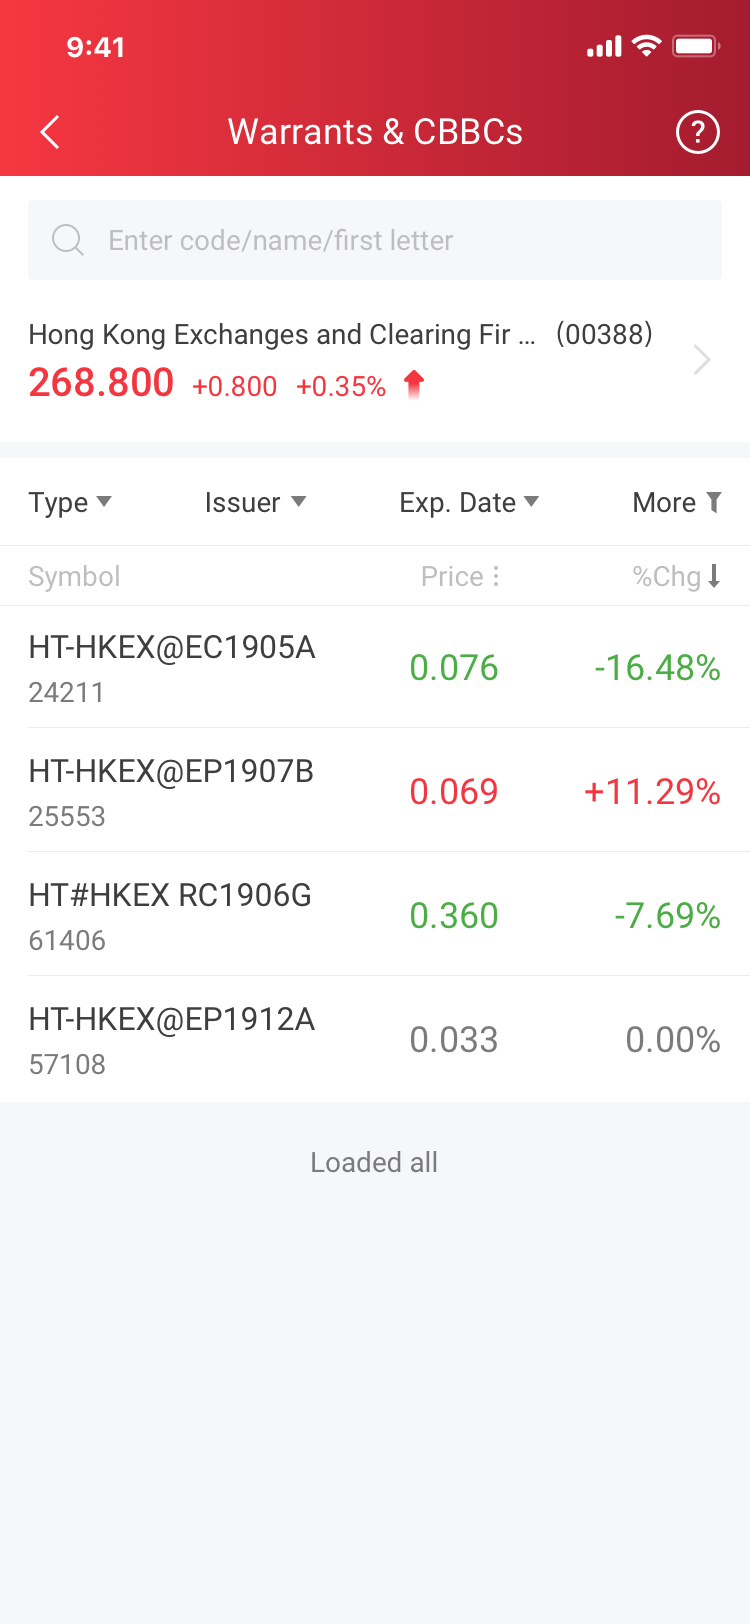 9:41
Warrants & CBBCs
?
Enter code/name/first letter
Hong Kong Exchanges and Clearing Fir ... (00388)
268.800 +0.800 +0.35%
Type Issuer Exp. Date More
Symbol Price %Chg
HT-HKEX@EC1905A
24211
0.076 -16.48%
HT-HKEX@EP1907B
25553
0.069 +11.29%
HT#HKEX RC1906G
61406
0.360 -7.69%
HT-HKEX@EP1912A
57108
0.033 0.00%
Loaded all